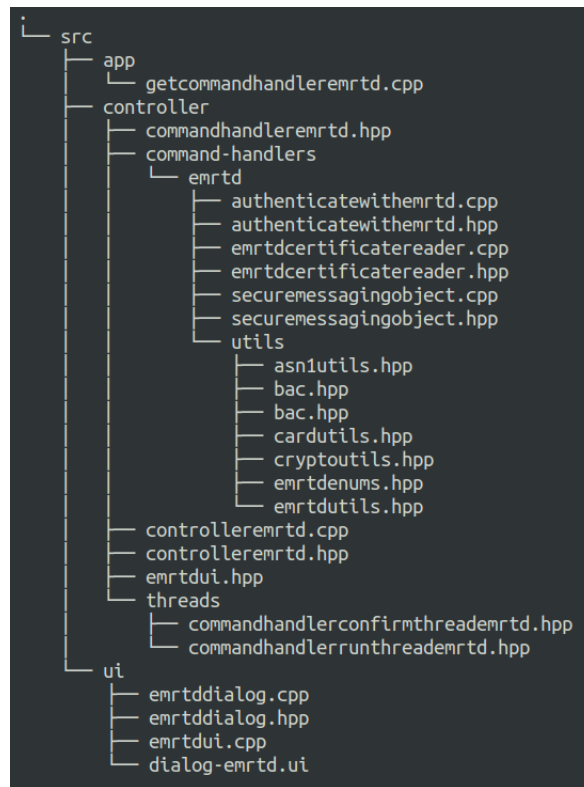 .
└── src
    ├── app
    │   └── getcommandhandleremrtd.cpp
    ├── controller
    │   ├── commandhandleremrtd.hpp
    │   ├── command-handlers
    │   │   └── emrtd
    │   │       ├── authenticatewithemrtd.cpp
    │   │       ├── authenticatewithemrtd.hpp
    │   │       ├── emrtdcertificatereader.cpp
    │   │       ├── emrtdcertificatereader.hpp
    │   │       ├── securemessagingobject.cpp
    │   │       ├── securemessagingobject.hpp
    │   │       └── utils
    │   │           ├── asn1utils.hpp
    │   │           ├── bac.hpp
    │   │           ├── bac.hpp
    │   │           ├── cardutils.hpp
    │   │           ├── cryptoutils.hpp
    │   │           ├── emrtdenums.hpp
    │   │           └── emrtdutils.hpp
    │   ├── controlleremrtd.cpp
    │   ├── controlleremrtd.hpp
    │   ├── emrtdui.hpp
    │   └── threads
    │       ├── commandhandlerconfirmthreademrtd.hpp
    │       └── commandhandlerrunthreademrtd.hpp
    └── ui
        ├── emrtddialog.cpp
        ├── emrtddialog.hpp
        ├── emrtdui.cpp
        └── dialog-emrtd.ui